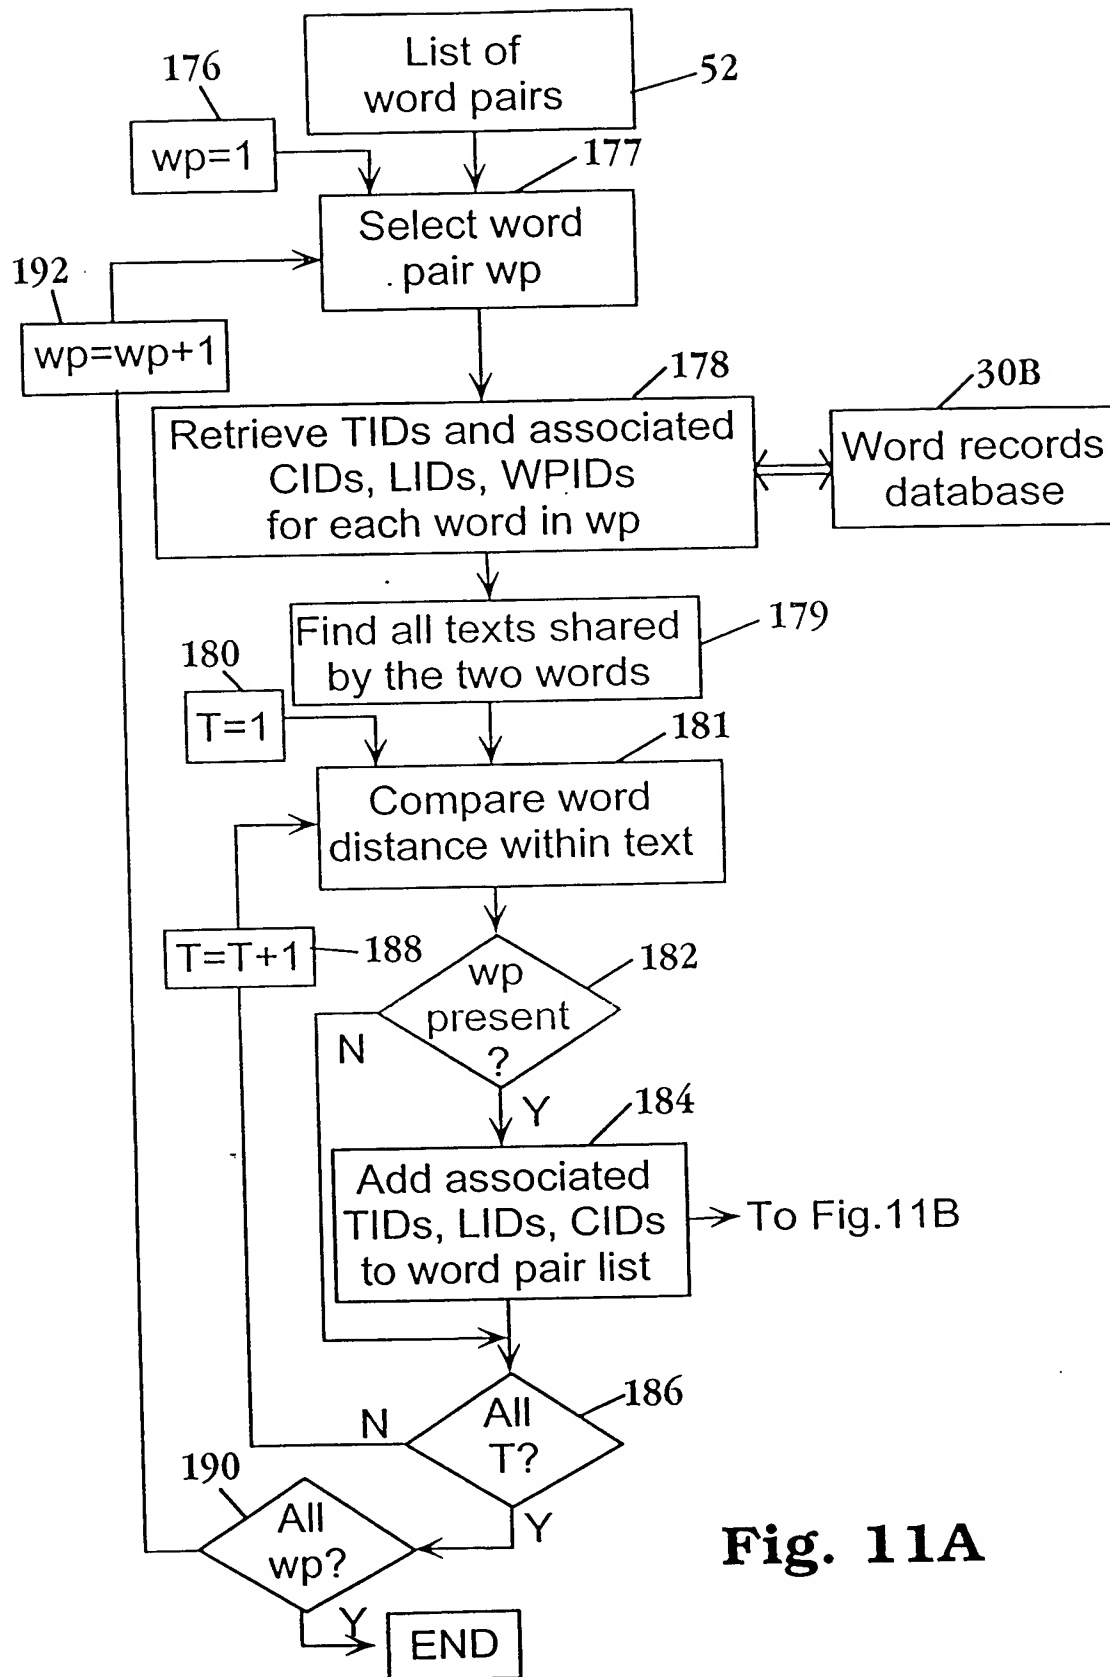 List of
word pairs
52
176
wp=1
177
Select word
pair wp
192
wp=wp+1
178
30B
Retrieve TIDs and associated
CIDs, LIDs, WPIDs
for each word in wp
Word records
database
Find all texts shared
by the two words
179
180
T=1
181
Compare word
distance within text
T=T+1
188
wp
present
?
182
N
Y
184
Add associated
TIDs, LIDs, CIDs
to word pair list
To Fig.11B
All
T?
186
N
Y
190
All
wp?
Y
END
Fig. 11A